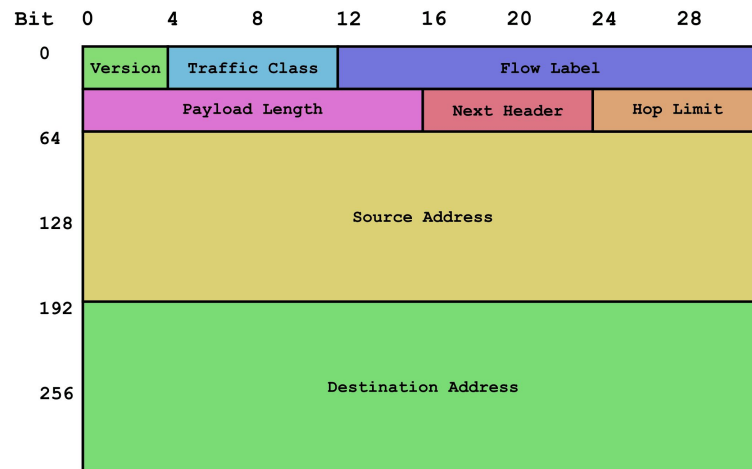 Bit 0 4 8 12 16 20 24 28
0 Version Traffic Class Flow Label
Payload Length Next Header Hop Limit
64
128 Source Address
192
256 Destination Address